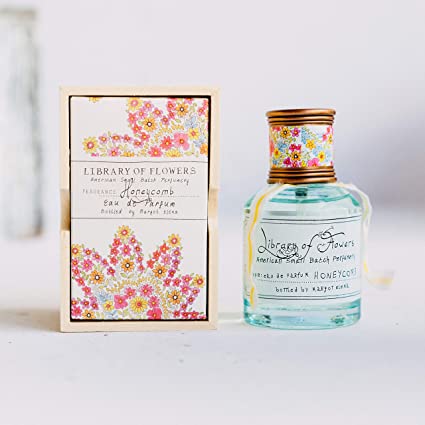 LIBRARY OF FLOWERS
American Small Batch Perfumery
FRAGRANCE Honeycomb
Eau de Parfum
Bottled by Margot Elena
Library of Flowers
American Small Batch Perfumery
de PARFUM HONEYCOMB
bottled by MARGOT ELENA